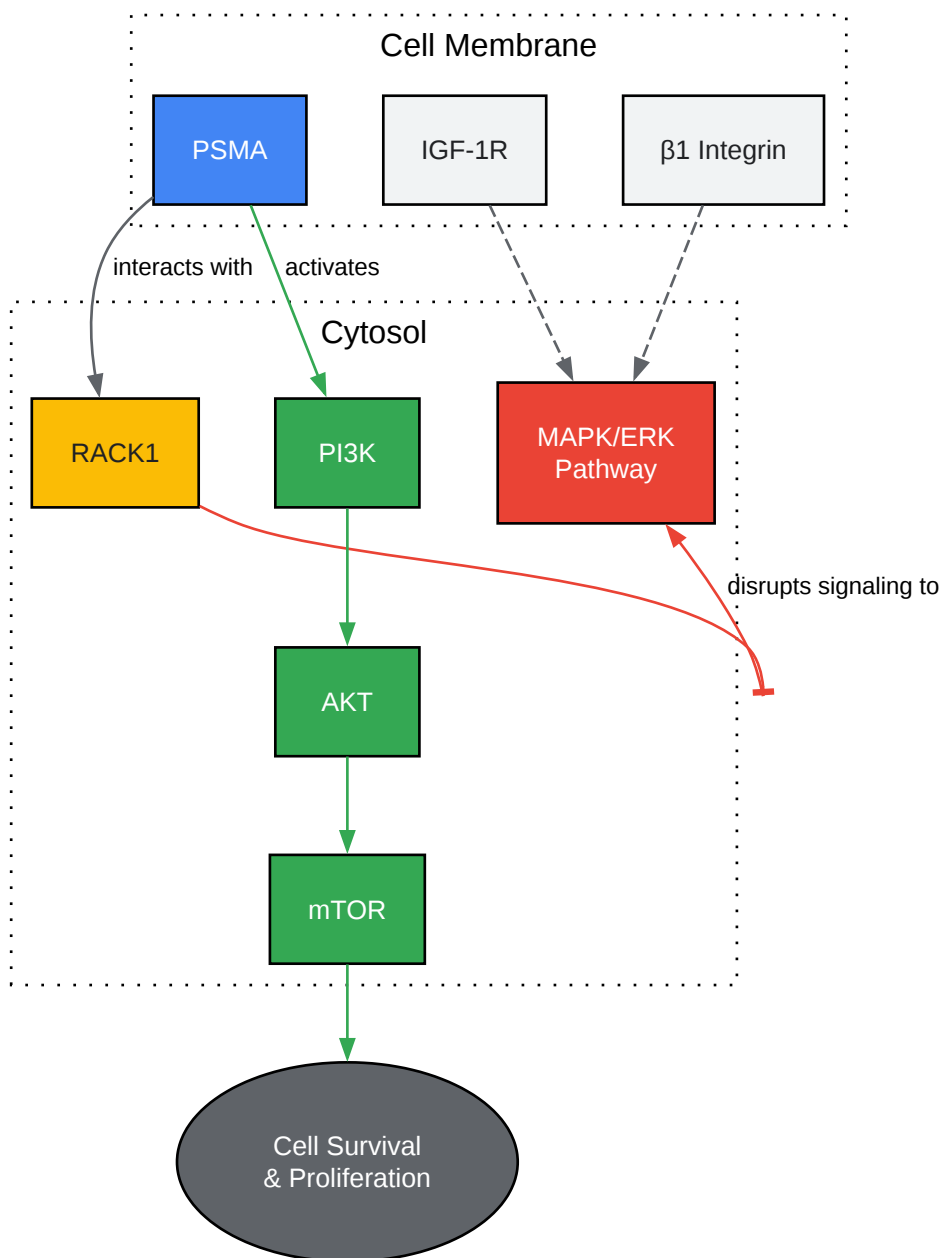 Cell Membrane
PSMA
IGF-1R
β1 Integrin
interacts with
activates
Cytosol
RACK1
PI3K
MAPK/ERK
Pathway
disrupts signaling to
AKT
mTOR
Cell Survival
& Proliferation